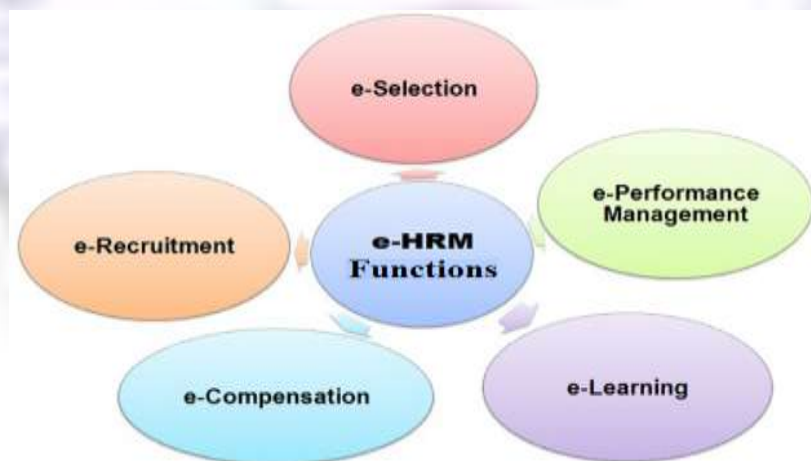 e-Selection
e-Performance
Management
e-HRM
Functions
e-Recruitment
e-Compensation
e-Learning